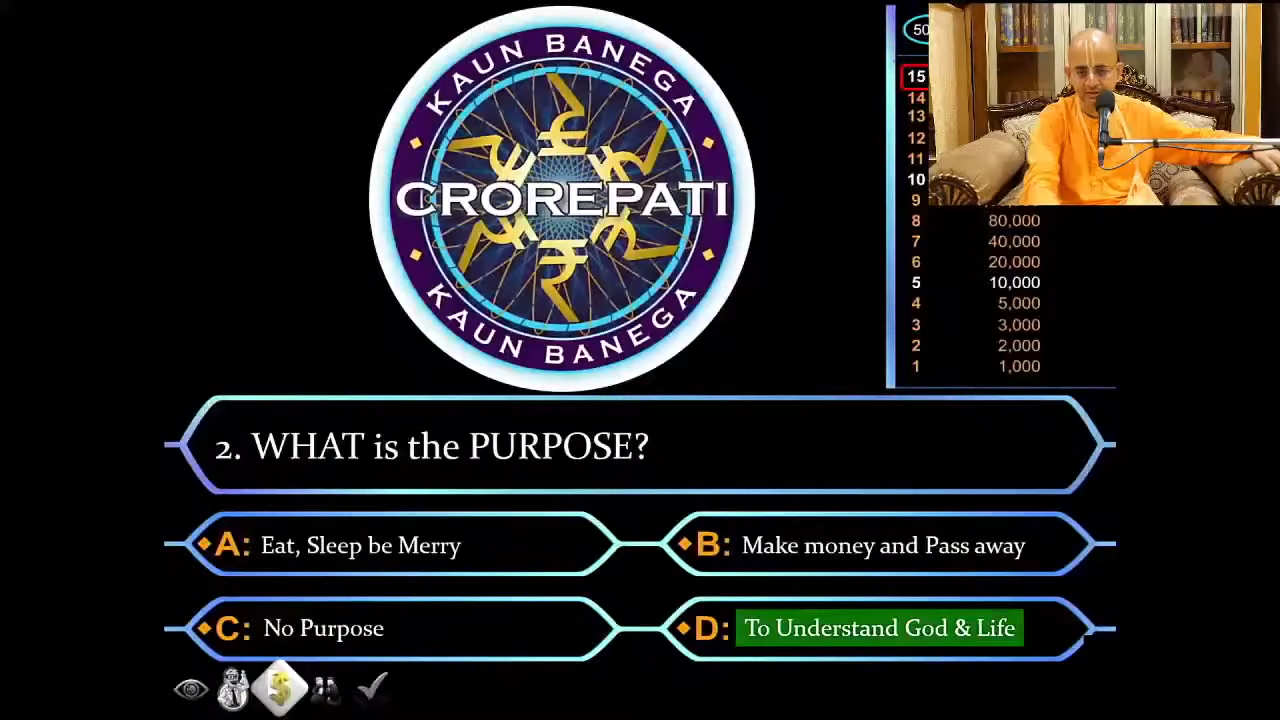 KAUN BANEGA
CROREPATI
KAUN BANEGA
50
15
14
13
12
11
10
9
8 80,000
7 40,000
6 20,000
5 10,000
4 5,000
3 3,000
2 2,000
1 1,000
2. WHAT is the PURPOSE?
A: Eat, Sleep be Merry
B: Make money and Pass away
C: No Purpose
D: To Understand God & Life